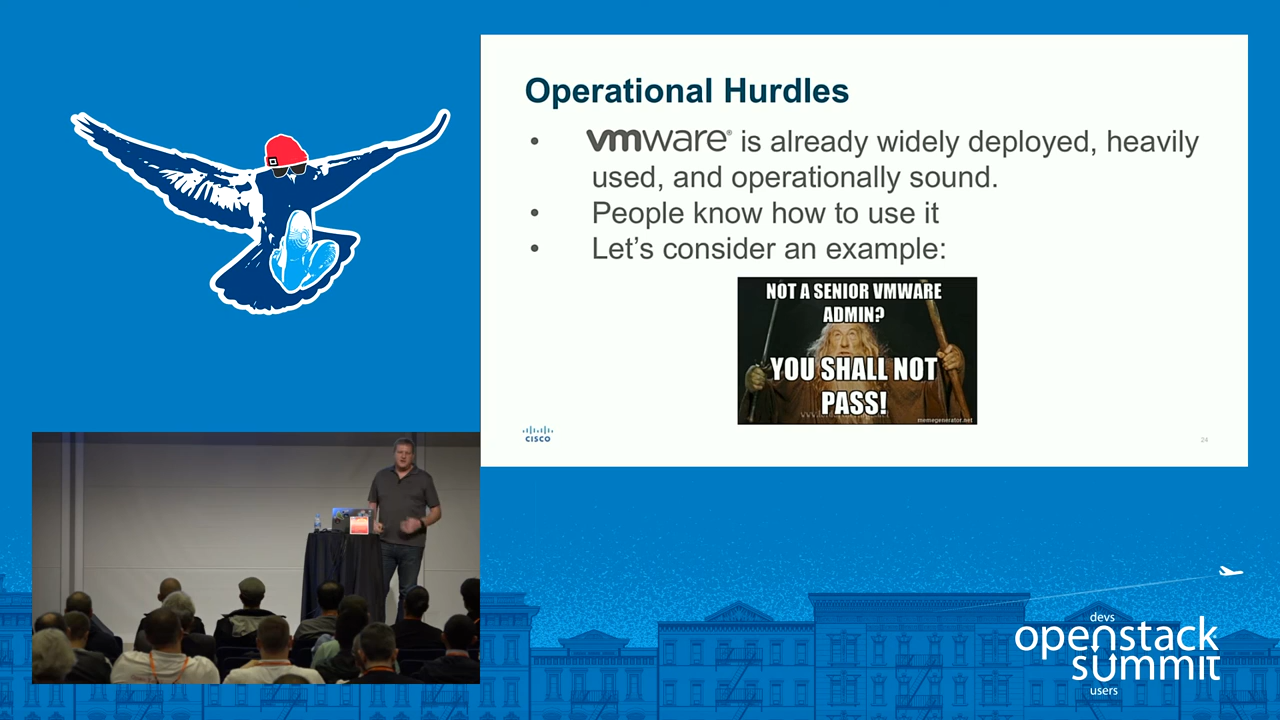 Operational Hurdles
• vmware® is already widely deployed, heavily
used, and operationally sound.
• People know how to use it
• Let's consider an example:
NOT A SENIOR VMWARE
ADMIN?
YOU SHALL NOT
PASS!
memegenerator.net
CISCO
24
devs
openstack
summit
users